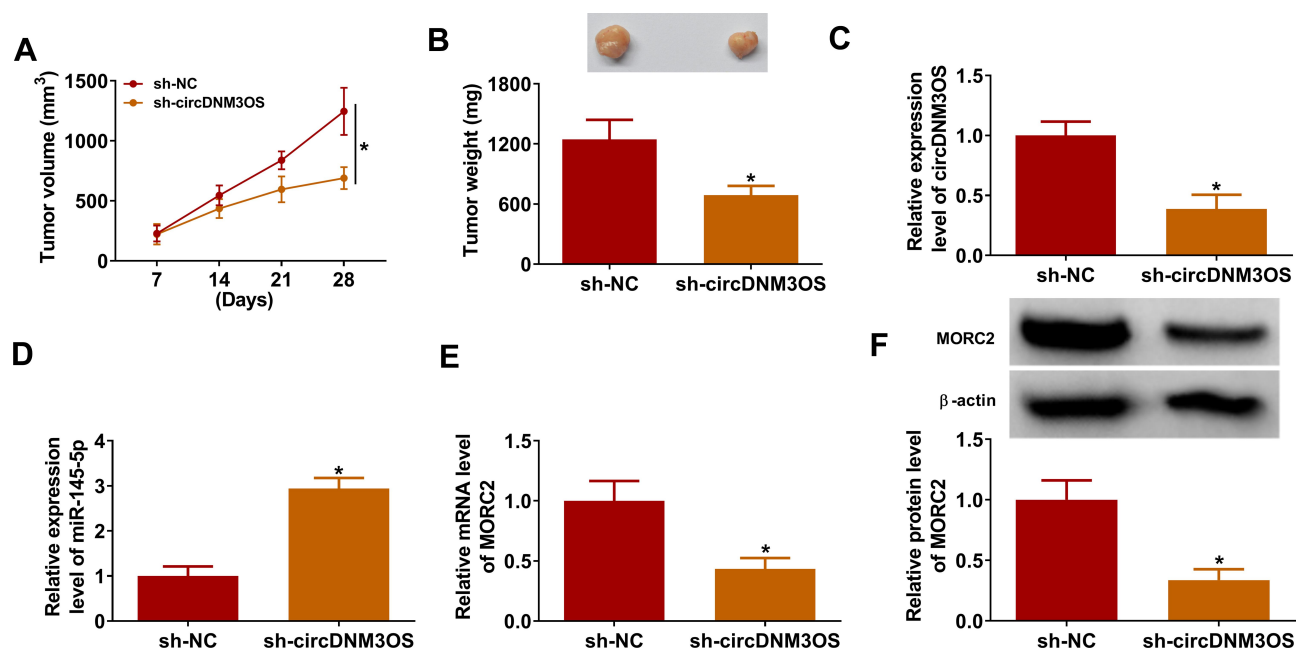 A
Tumor volume (mm³)
1500
1000
500
0
sh-NC
sh-circDNM3OS
*
7 14 21 28
(Days)
B
Tumor weight (mg)
1800
1200
600
0
*
sh-NC sh-circDNM3OS
C
Relative expression
level of circDNM3OS
1.5
1.0
0.5
0.0
*
sh-NC sh-circDNM3OS
D
Relative expression
level of miR-145-5p
4
3
2
1
0
*
sh-NC sh-circDNM3OS
E
Relative mRNA level
of MORC2
1.5
1.0
0.5
0.0
*
sh-NC sh-circDNM3OS
F
MORC2
β-actin
Relative protein level
of MORC2
1.5
1.0
0.5
0.0
*
sh-NC sh-circDNM3OS